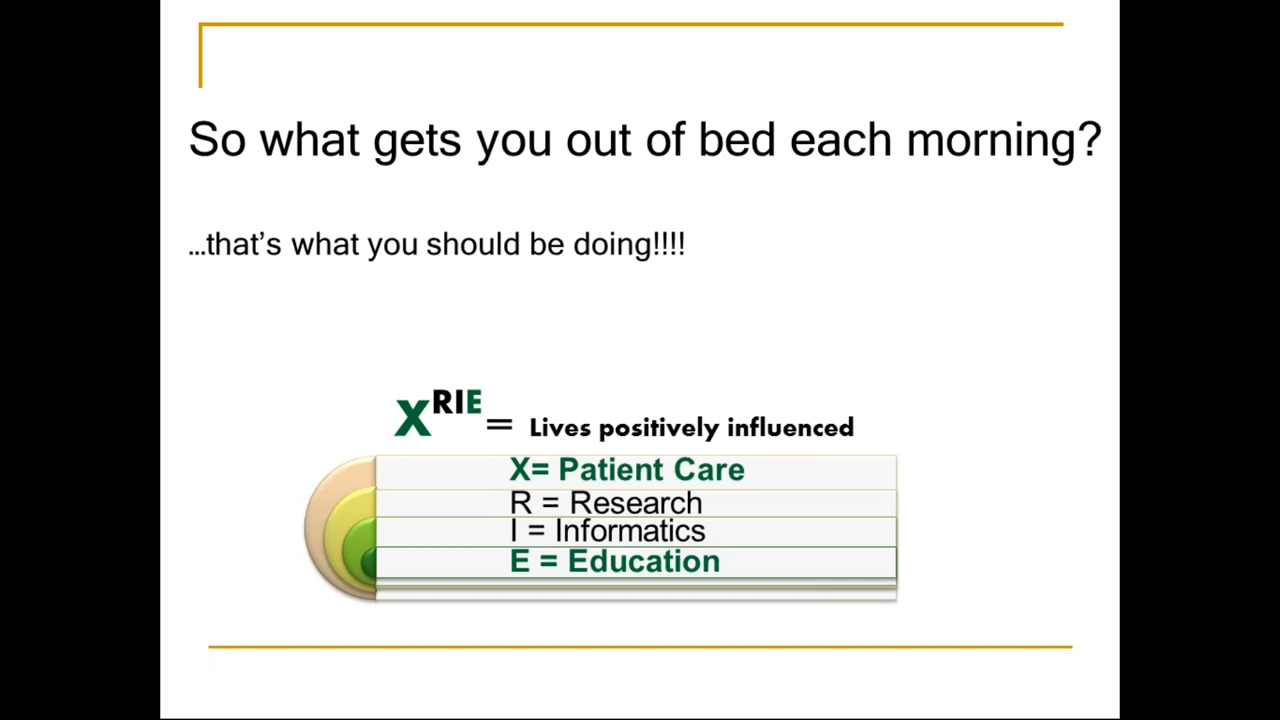 So what gets you out of bed each morning?
…that's what you should be doing!!!!
X^RIE = Lives positively influenced
X= Patient Care
R = Research
I = Informatics
E = Education